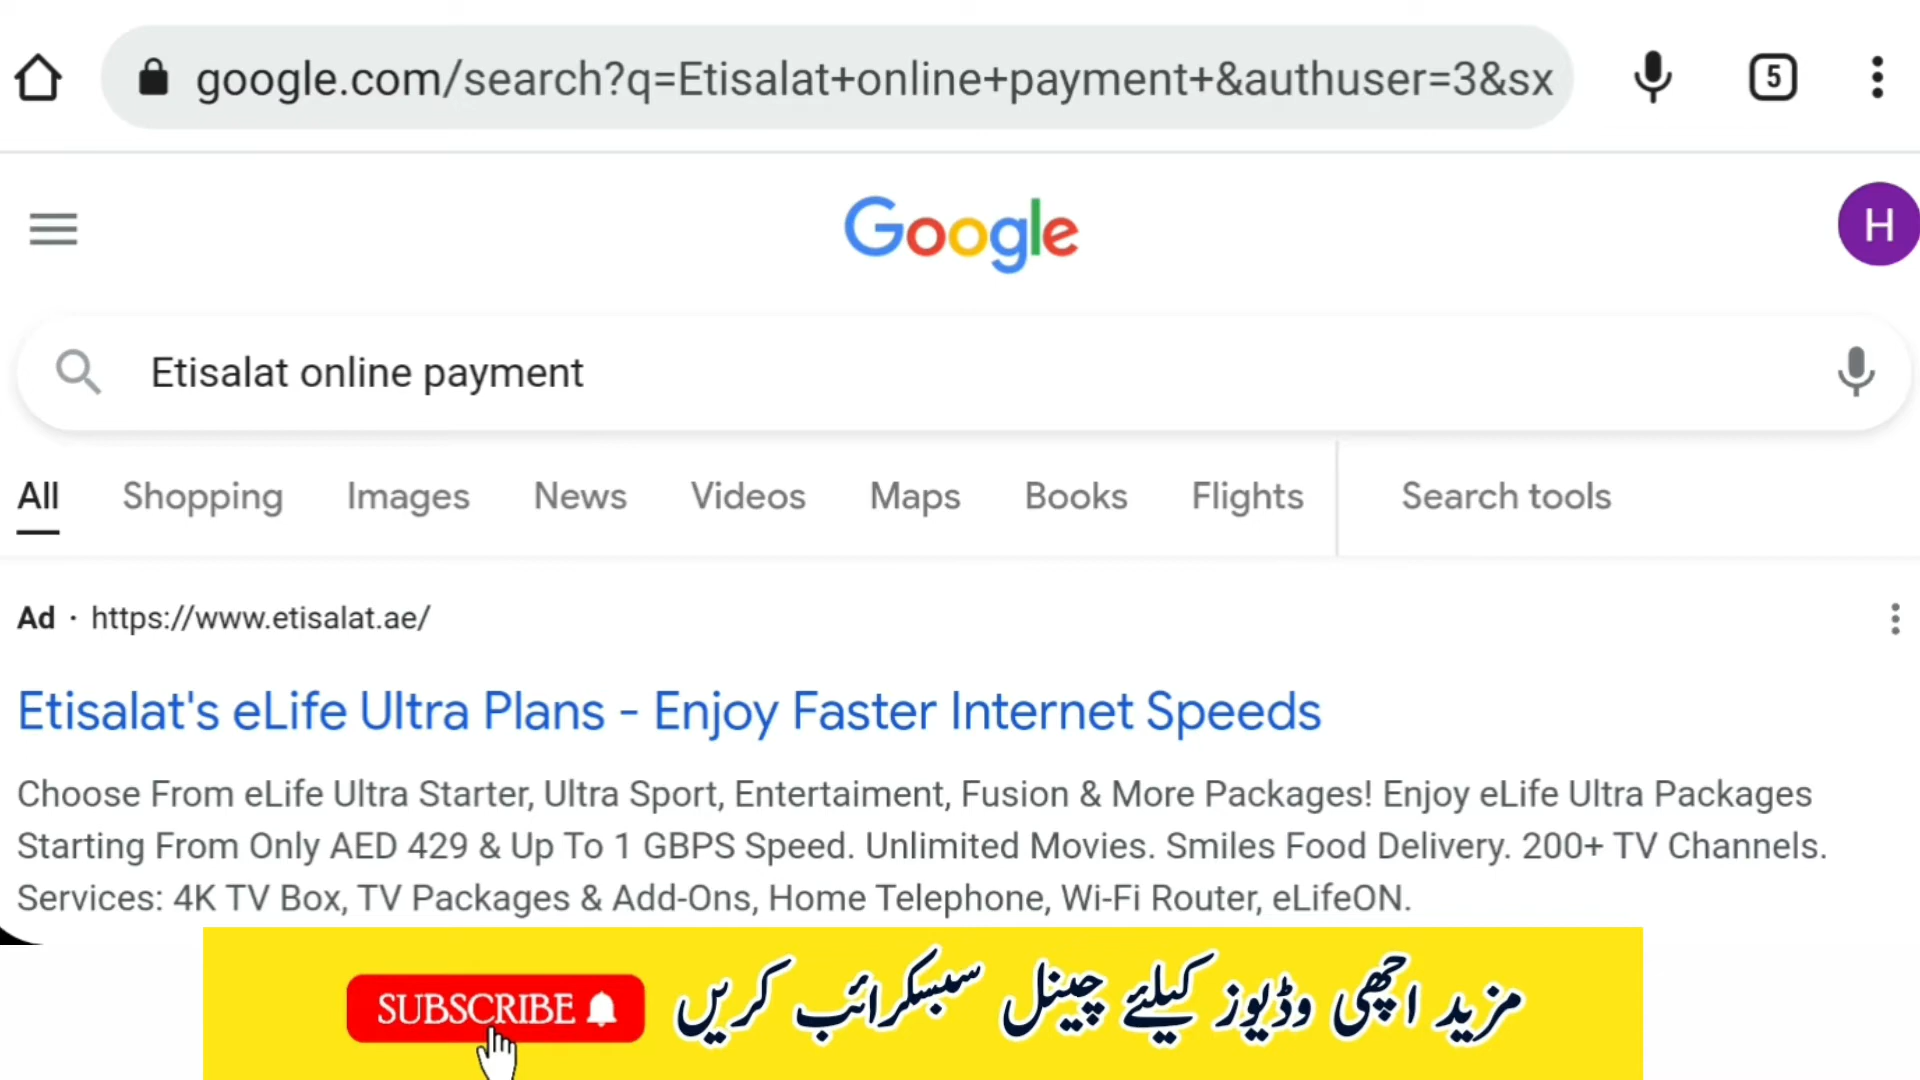 google.com/search?q=Etisalat+online+payment+&authuser=3&sx
5
Google
H
Etisalat online payment
All Shopping Images News Videos Maps Books Flights Search tools
Ad · https://www.etisalat.ae/
Etisalat's eLife Ultra Plans - Enjoy Faster Internet Speeds
Choose From eLife Ultra Starter, Ultra Sport, Entertaiment, Fusion & More Packages! Enjoy eLife Ultra Packages
Starting From Only AED 429 & Up To 1 GBPS Speed. Unlimited Movies. Smiles Food Delivery. 200+ TV Channels.
Services: 4K TV Box, TV Packages & Add-Ons, Home Telephone, Wi-Fi Router, eLifeON.
SUBSCRIBE
مزید اچھی وڈیوز کیلئے چینل سبسکرائب کریں